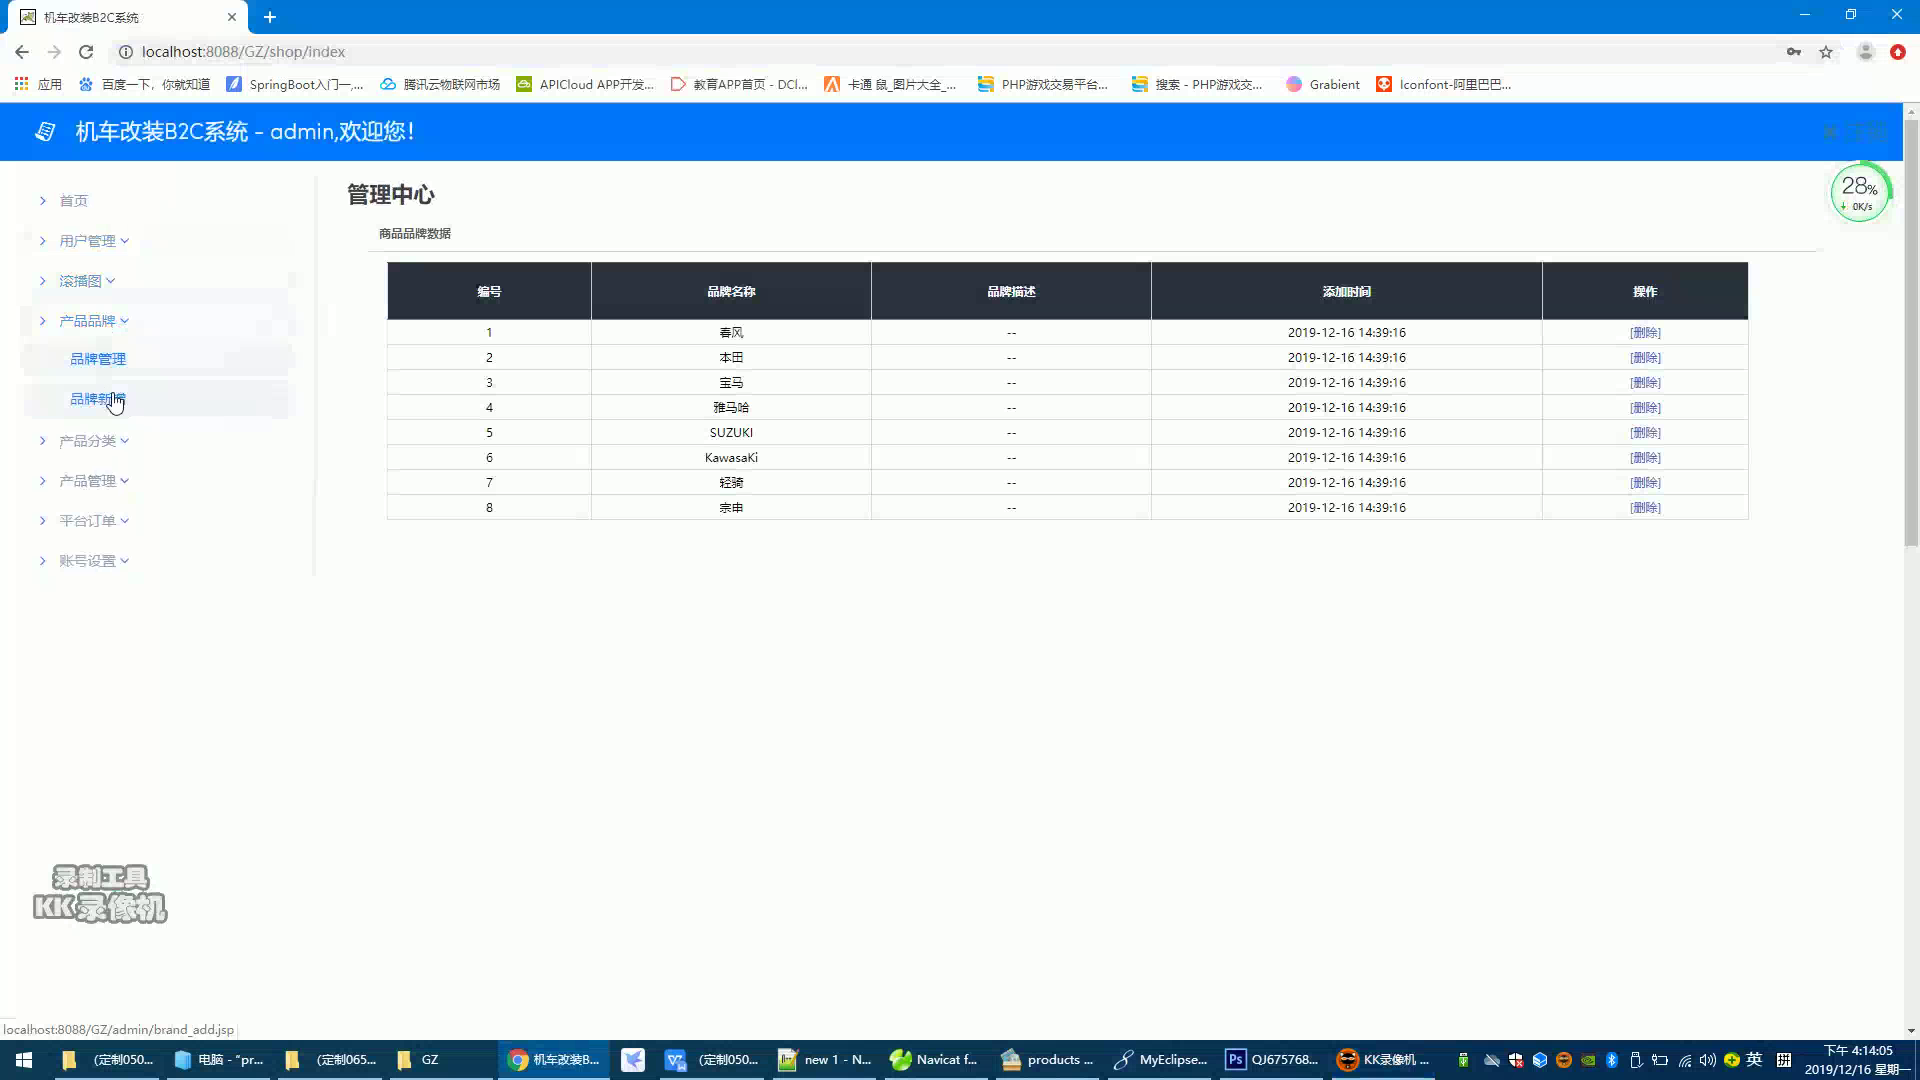 机车改装B2C系统
localhost:8088/GZ/shop/index
应用 百度一下，你就知道 SpringBoot入门一,... 腾讯云物联网市场 APICloud APP开发... 教育APP首页 - DCl... 卡通 鼠_图片大全_... PHP游戏交易平台... 搜索 - PHP游戏交... Grabient Iconfont-阿里巴巴...
机车改装B2C系统 - admin,欢迎您！
28%
0K/s
首页
用户管理
滚播图
产品品牌
品牌管理
品牌新增
产品分类
产品管理
平台订单
账号设置
管理中心
商品品牌数据
编号 品牌名称 品牌描述 添加时间 操作
1 春风 -- 2019-12-16 14:39:16 [删除]
2 本田 -- 2019-12-16 14:39:16 [删除]
3 宝马 -- 2019-12-16 14:39:16 [删除]
4 雅马哈 -- 2019-12-16 14:39:16 [删除]
5 SUZUKI -- 2019-12-16 14:39:16 [删除]
6 KawasaKi -- 2019-12-16 14:39:16 [删除]
7 轻骑 -- 2019-12-16 14:39:16 [删除]
8 宗申 -- 2019-12-16 14:39:16 [删除]
录制工具
KK录像机
localhost:8088/GZ/admin/brand_add.jsp
(定制050... 电脑 - "pr... (定制065... GZ 机车改装B... (定制050... new 1 - N... Navicat f... products ... MyEclipse... QJ675768... KK录像机 ... 英 拼
下午 4:14:05
2019/12/16 星期一